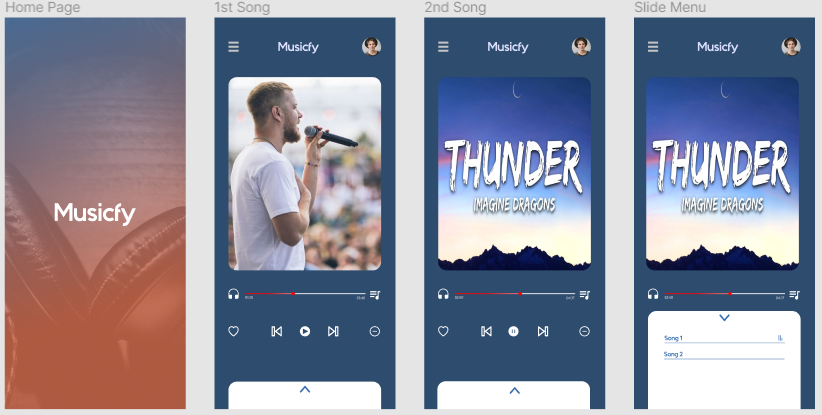 Home Page
1st Song
2nd Song
Slide Menu
Musicfy
Musicfy
Musicfy
Musicfy
THUNDER
IMAGINE DRAGONS
THUNDER
IMAGINE DRAGONS
Song 1
Song 2